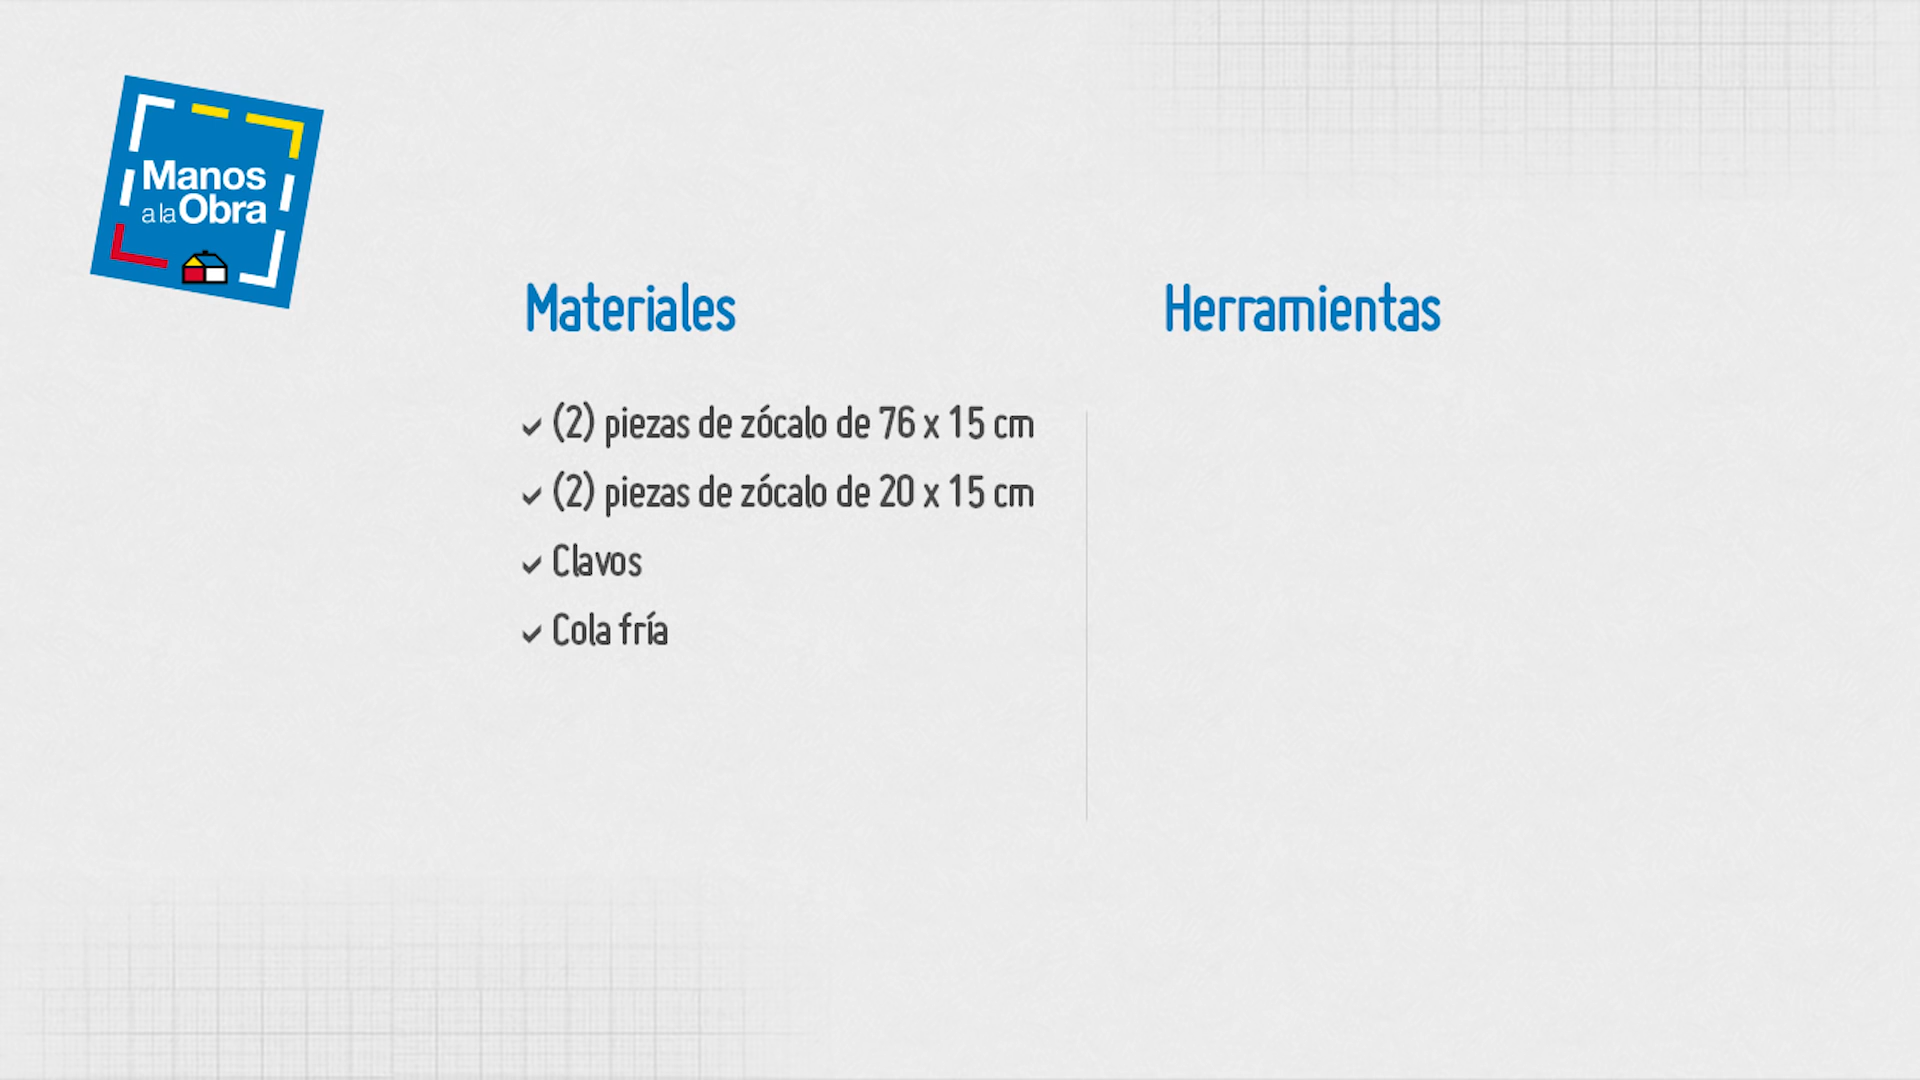 Manos
a la Obra
Materiales
(2) piezas de zócalo de 76 x 15 cm
(2) piezas de zócalo de 20 x 15 cm
Clavos
Cola fría
Herramientas